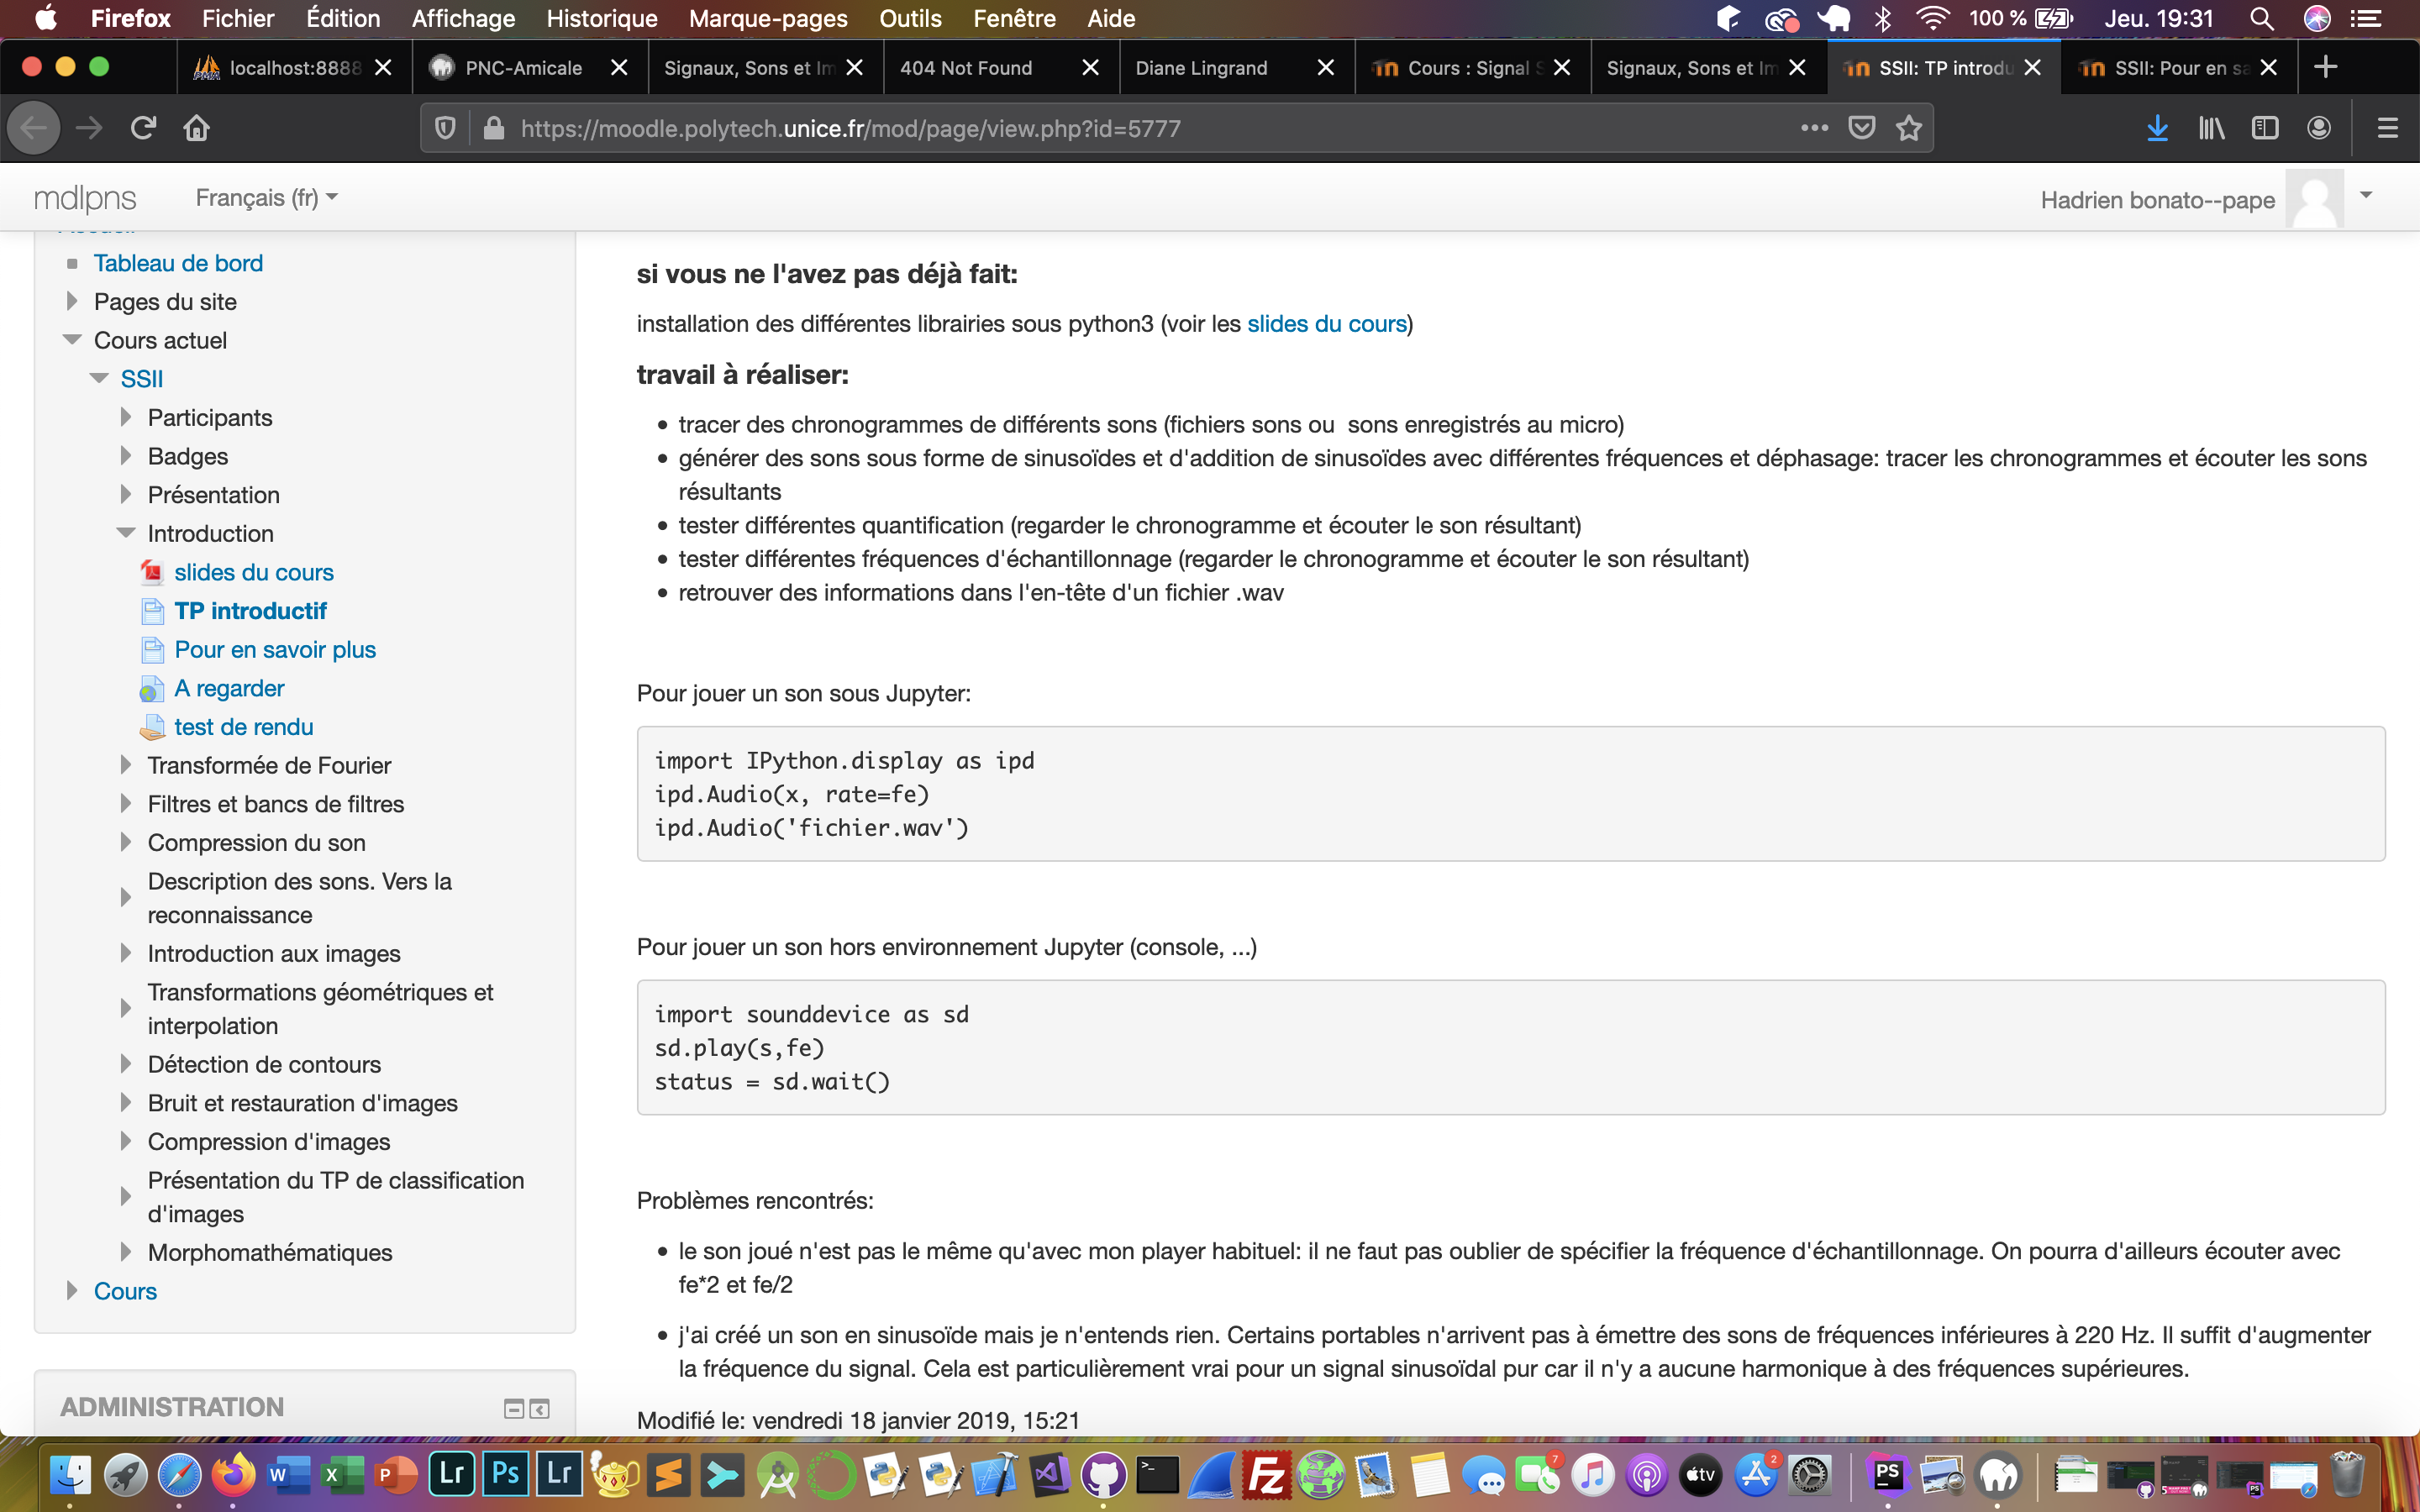 Firefox Fichier Édition Affichage Historique Marque-pages Outils Fenêtre Aide 100 % Jeu. 19:31
localhost:8888 PNC-Amicale Signaux, Sons et Im 404 Not Found Diane Lingrand Cours : Signal S Signaux, Sons et Im SSII: TP introdu SSII: Pour en sa
https://moodle.polytech.unice.fr/mod/page/view.php?id=5777
mdlpns Français (fr) Hadrien bonato--pape
Tableau de bord
Pages du site
Cours actuel
SSII
Participants
Badges
Présentation
Introduction
slides du cours
TP introductif
Pour en savoir plus
A regarder
test de rendu
Transformée de Fourier
Filtres et bancs de filtres
Compression du son
Description des sons. Vers la
reconnaissance
Introduction aux images
Transformations géométriques et
interpolation
Détection de contours
Bruit et restauration d'images
Compression d'images
Présentation du TP de classification
d'images
Morphomathématiques
Cours
ADMINISTRATION
si vous ne l'avez pas déjà fait:
installation des différentes librairies sous python3 (voir les slides du cours)
travail à réaliser:
tracer des chronogrammes de différents sons (fichiers sons ou  sons enregistrés au micro)
générer des sons sous forme de sinusoïdes et d'addition de sinusoïdes avec différentes fréquences et déphasage: tracer les chronogrammes et écouter les sons
résultants
tester différentes quantification (regarder le chronogramme et écouter le son résultant)
tester différentes fréquences d'échantillonnage (regarder le chronogramme et écouter le son résultant)
retrouver des informations dans l'en-tête d'un fichier .wav
Pour jouer un son sous Jupyter:
import IPython.display as ipd
ipd.Audio(x, rate=fe)
ipd.Audio('fichier.wav')
Pour jouer un son hors environnement Jupyter (console, ...)
import sounddevice as sd
sd.play(s,fe)
status = sd.wait()
Problèmes rencontrés:
le son joué n'est pas le même qu'avec mon player habituel: il ne faut pas oublier de spécifier la fréquence d'échantillonnage. On pourra d'ailleurs écouter avec
fe*2 et fe/2
j'ai créé un son en sinusoïde mais je n'entends rien. Certains portables n'arrivent pas à émettre des sons de fréquences inférieures à 220 Hz. Il suffit d'augmenter
la fréquence du signal. Cela est particulièrement vrai pour un signal sinusoïdal pur car il n'y a aucune harmonique à des fréquences supérieures.
Modifié le: vendredi 18 janvier 2019, 15:21
W X P Lr Ps Lr Fz 7 tv 2 PS